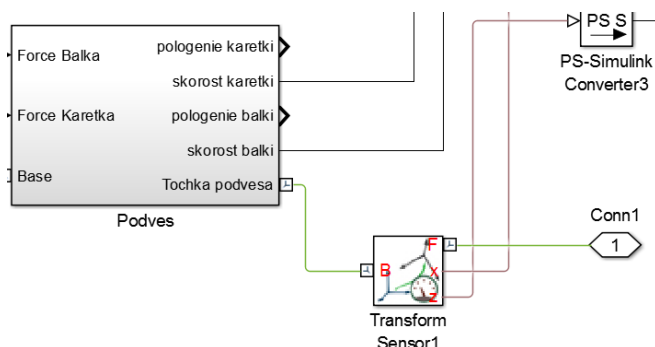 Force Balka
Force Karetka
Base
pologenie karetki
skorost karetki
pologenie balki
skorost balki
Tochka podvesa
Podves
PS S
PS-Simulink
Converter3
Conn1
1
B
F
x
z
Transform
Sensor1